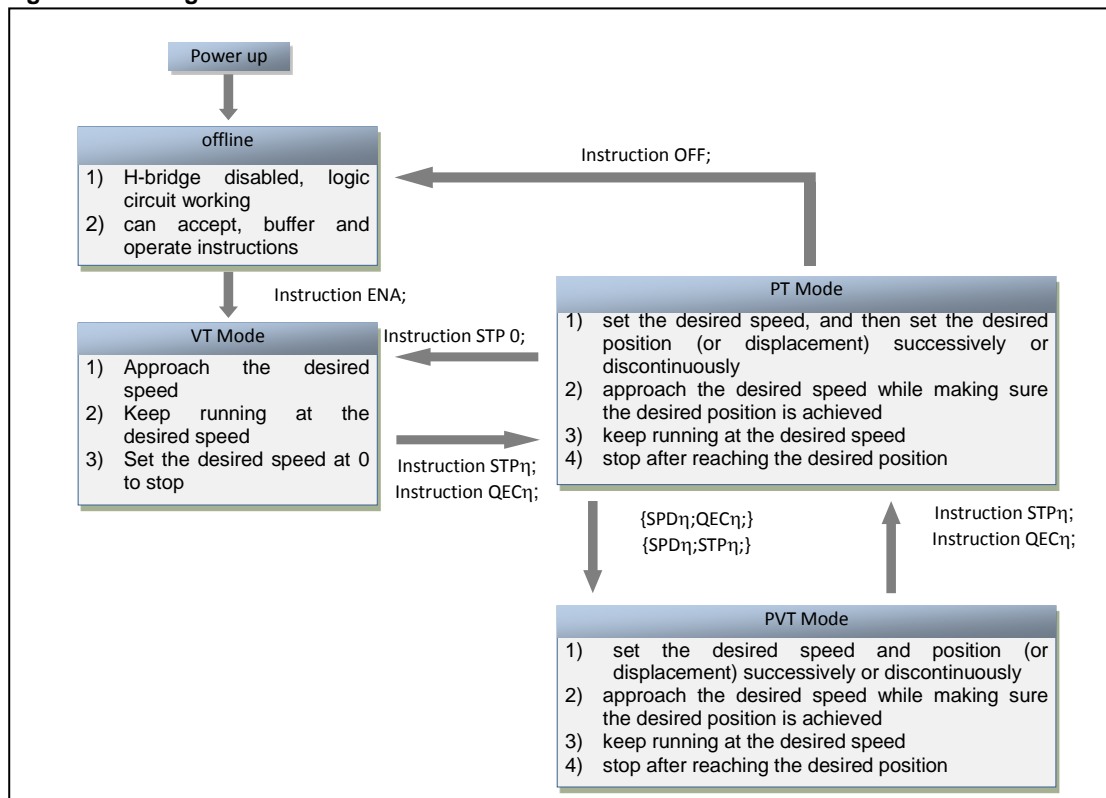 Power up
offline
1) H-bridge disabled, logic
circuit working
2) can accept, buffer and
operate instructions
Instruction OFF;
Instruction ENA;
VT Mode
1) Approach the desired
speed
2) Keep running at the
desired speed
3) Set the desired speed at 0
to stop
Instruction STP 0;
Instruction STPη;
Instruction QECη;
PT Mode
1) set the desired speed, and then set the desired
position (or displacement) successively or
discontinuously
2) approach the desired speed while making sure
the desired position is achieved
3) keep running at the desired speed
4) stop after reaching the desired position
{SPDη;QECη;}
{SPDη;STPη;}
Instruction STPη;
Instruction QECη;
PVT Mode
1) set the desired speed and position (or
displacement) successively or discontinuously
2) approach the desired speed while making sure
the desired position is achieved
3) keep running at the desired speed
4) stop after reaching the desired position